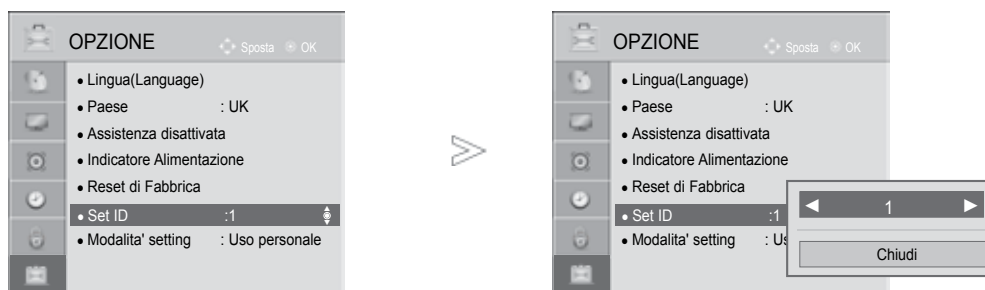 OPZIONE Sposta OK
• Lingua(Language)
• Paese : UK
• Assistenza disattivata
• Indicatore Alimentazione
• Reset di Fabbrica
• Set ID :1
• Modalita' setting : Uso personale
OPZIONE Sposta OK
• Lingua(Language)
• Paese : UK
• Assistenza disattivata
• Indicatore Alimentazione
• Reset di Fabbrica
• Set ID :1
• Modalita' setting : Us
◄ 1 ►
Chiudi